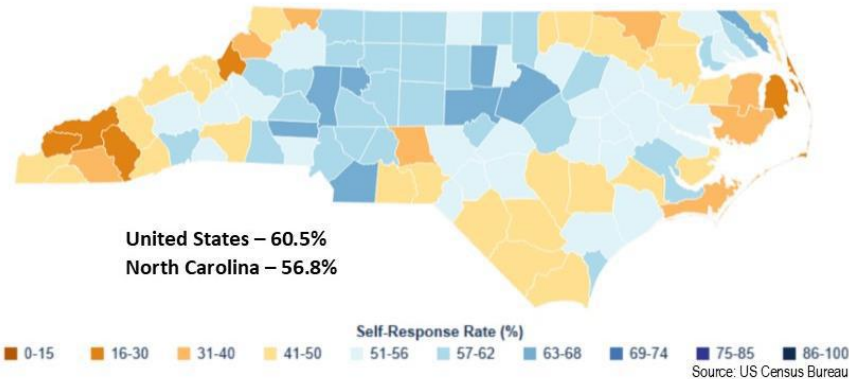 United States – 60.5%
North Carolina – 56.8%
Self-Response Rate (%)
0-15 16-30 31-40 41-50 51-56 57-62 63-68 69-74 75-85 86-100
Source: US Census Bureau